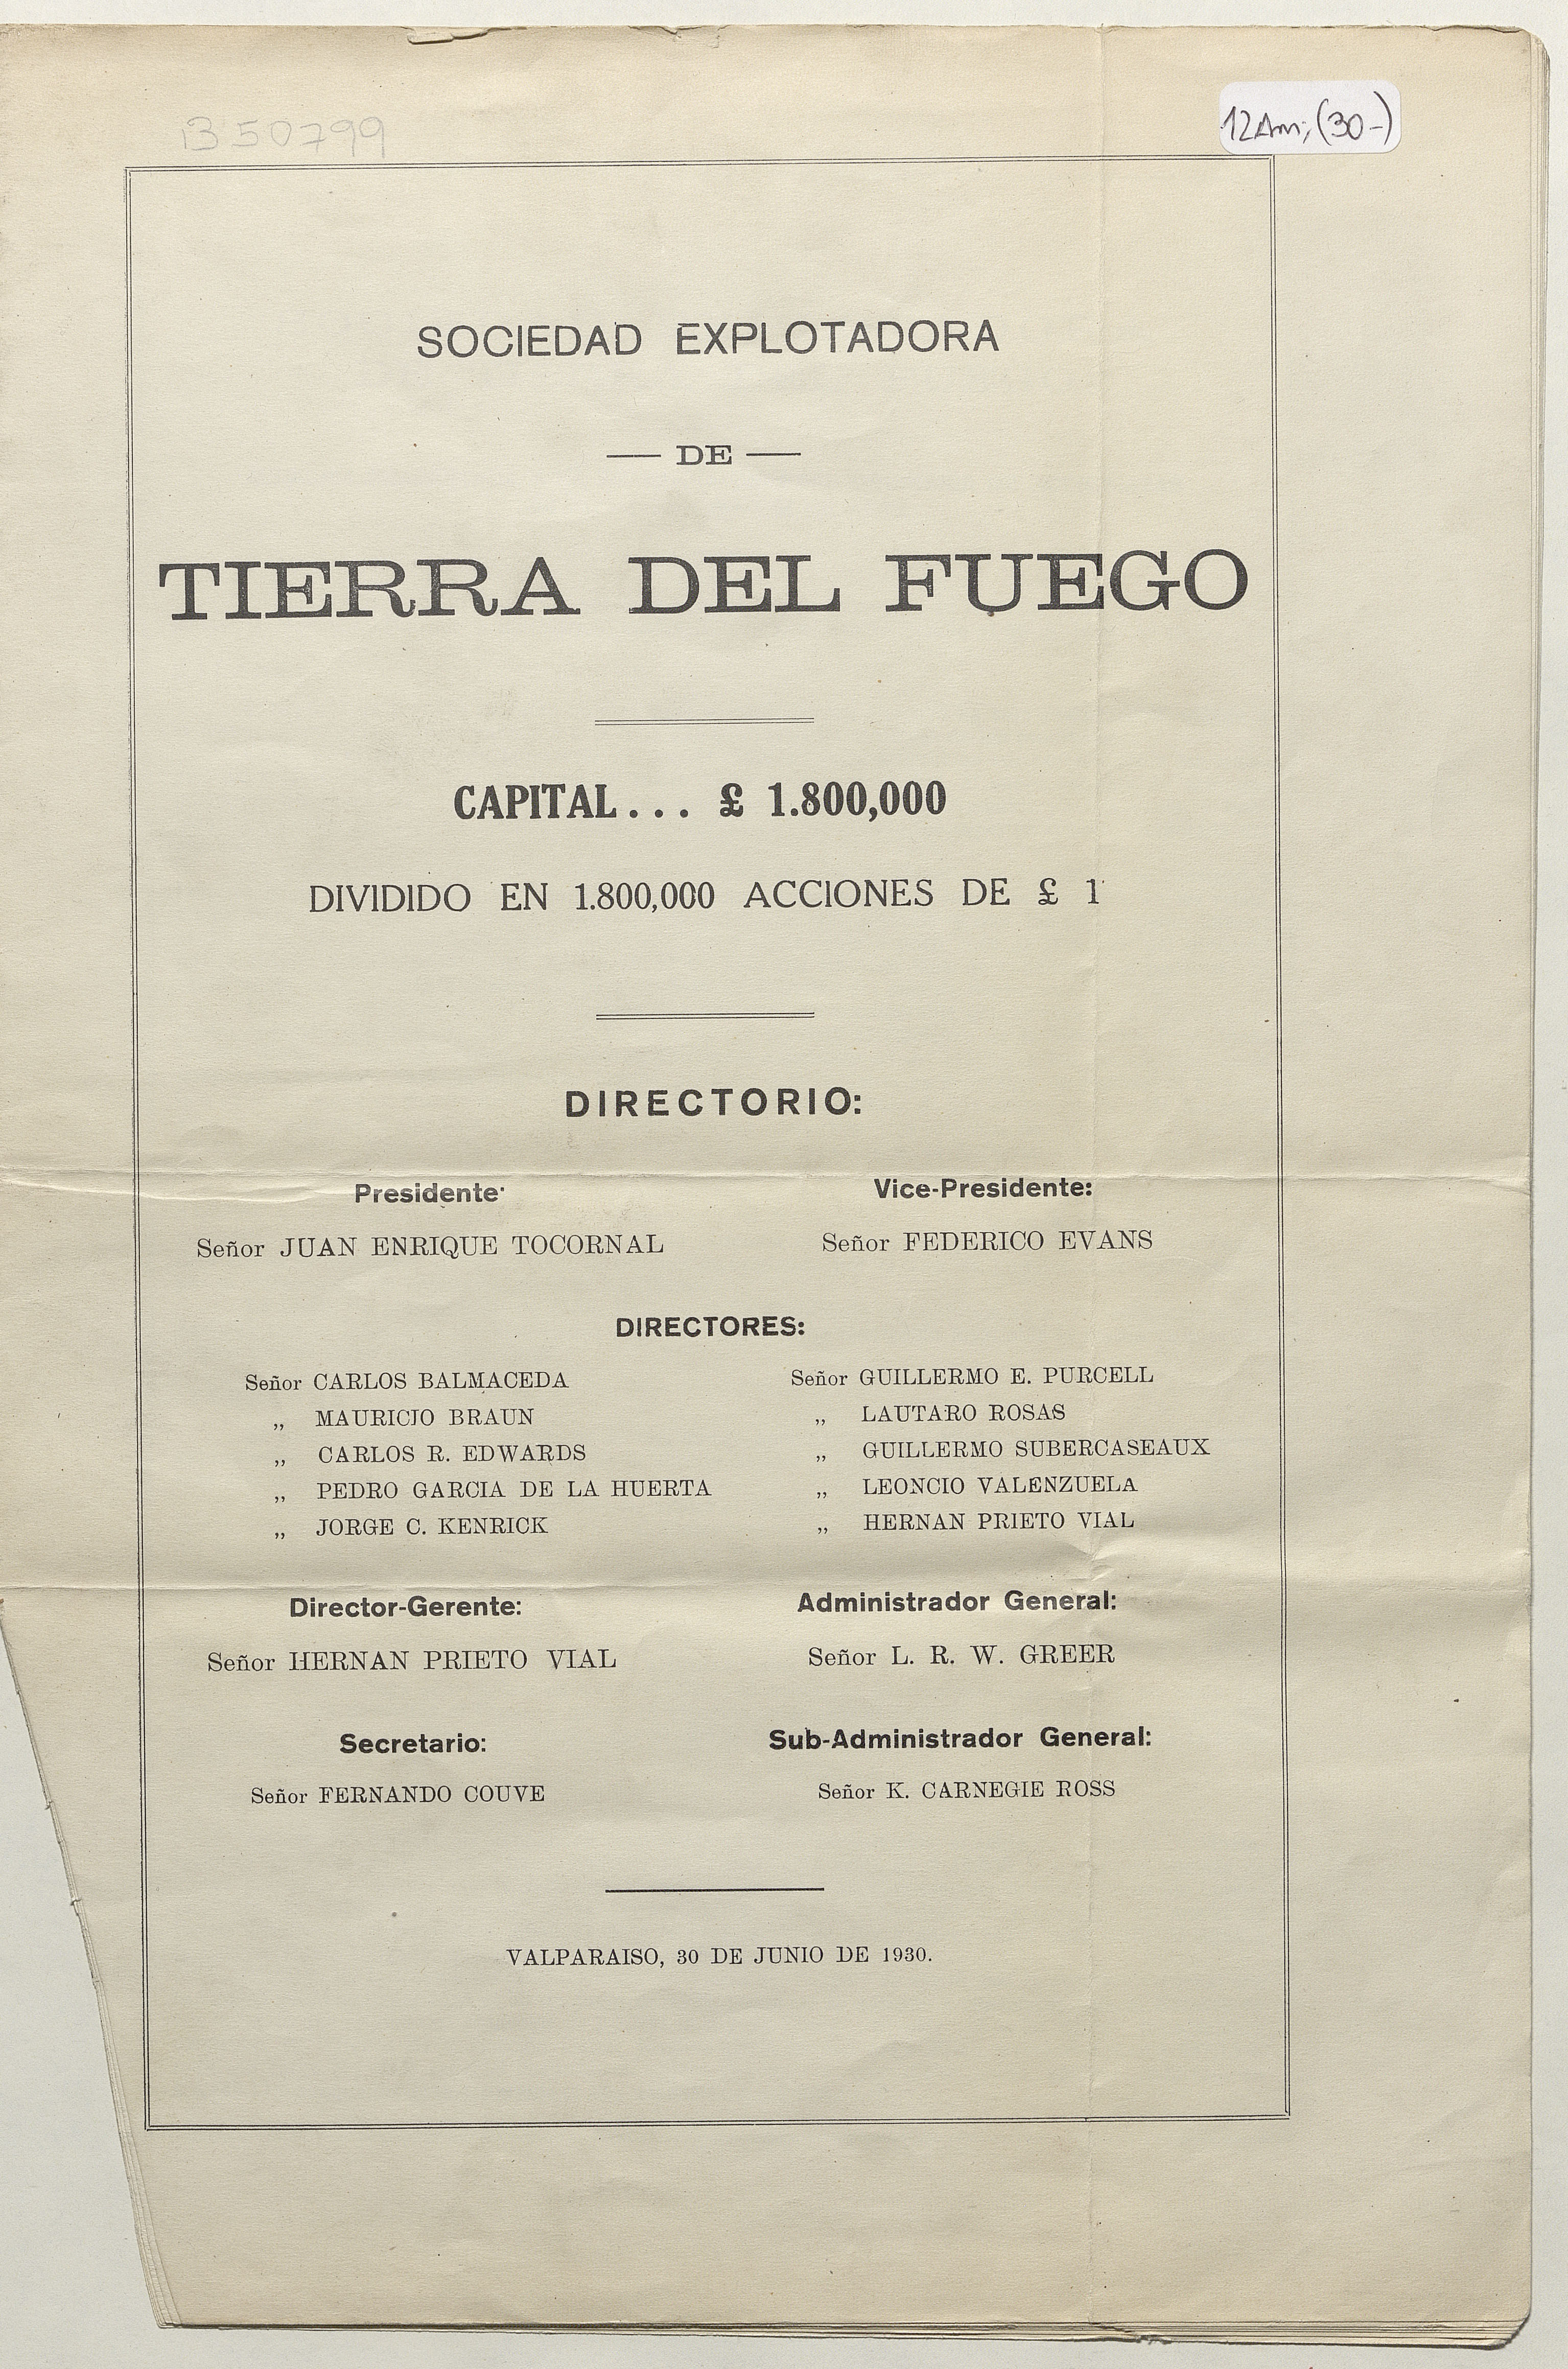 B 50799
12Am; (30-)
SOCIEDAD EXPLOTADORA
— DE —
TIERRA DEL FUEGO
CAPITAL... £ 1.800,000
DIVIDIDO EN 1.800,000 ACCIONES DE £ 1
DIRECTORIO:
Presidente· Vice-Presidente:
Señor JUAN ENRIQUE TOCORNAL Señor FEDERICO EVANS
DIRECTORES:
Señor CARLOS BALMACEDA Señor GUILLERMO E. PURCELL
„ MAURICIO BRAUN „ LAUTARO ROSAS
„ CARLOS R. EDWARDS „ GUILLERMO SUBERCASEAUX
„ PEDRO GARCIA DE LA HUERTA „ LEONCIO VALENZUELA
„ JORGE C. KENRICK „ HERNAN PRIETO VIAL
Director-Gerente: Administrador General:
Señor HERNAN PRIETO VIAL Señor L. R. W. GREER
Secretario: Sub-Administrador General:
Señor FERNANDO COUVE Señor K. CARNEGIE ROSS
VALPARAISO, 30 DE JUNIO DE 1930.